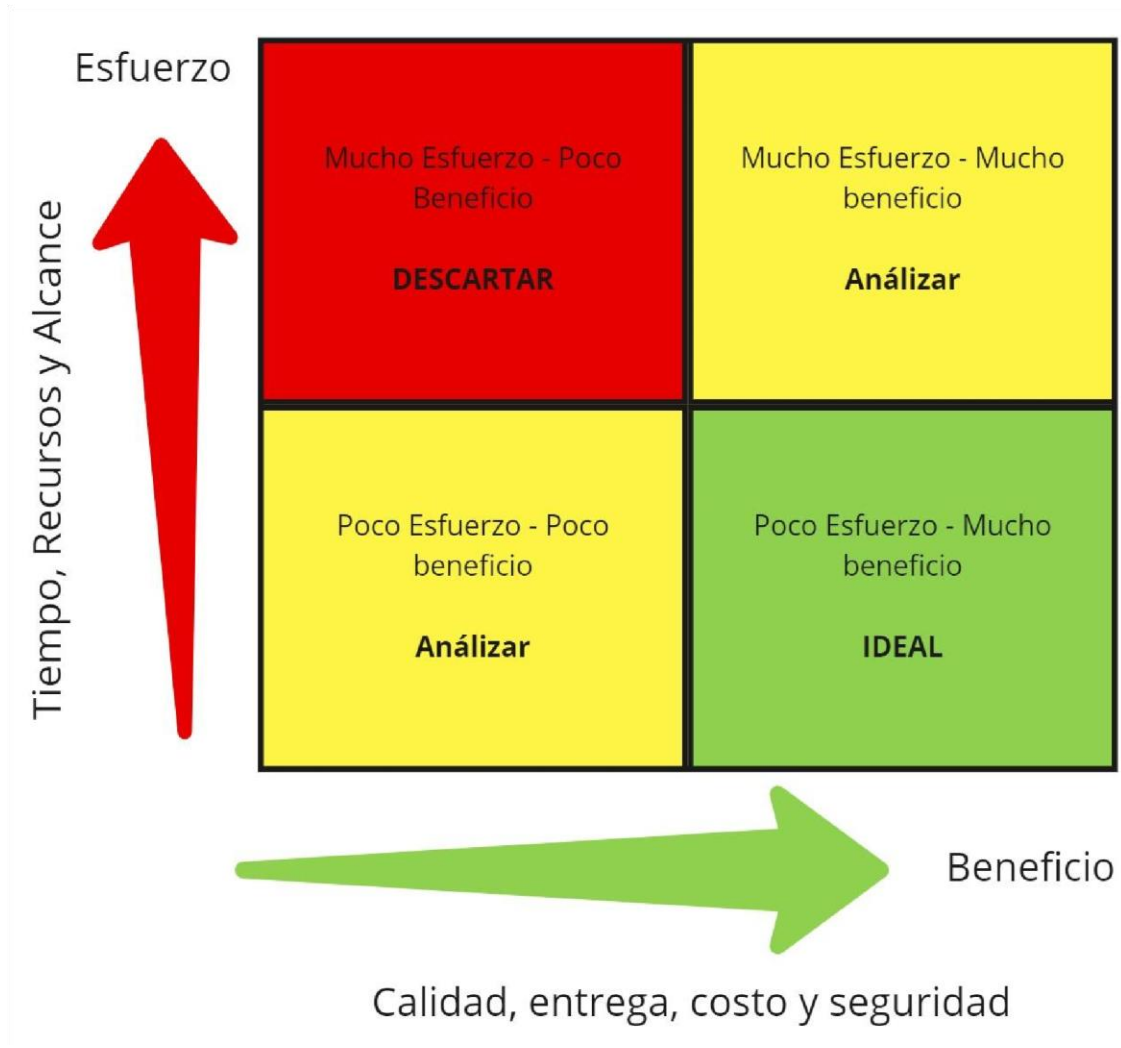 Esfuerzo
Tiempo, Recursos y Alcance
Mucho Esfuerzo - Poco
Beneficio
DESCARTAR
Mucho Esfuerzo - Mucho
beneficio
Análizar
Poco Esfuerzo - Poco
beneficio
Análizar
Poco Esfuerzo - Mucho
beneficio
IDEAL
Beneficio
Calidad, entrega, costo y seguridad